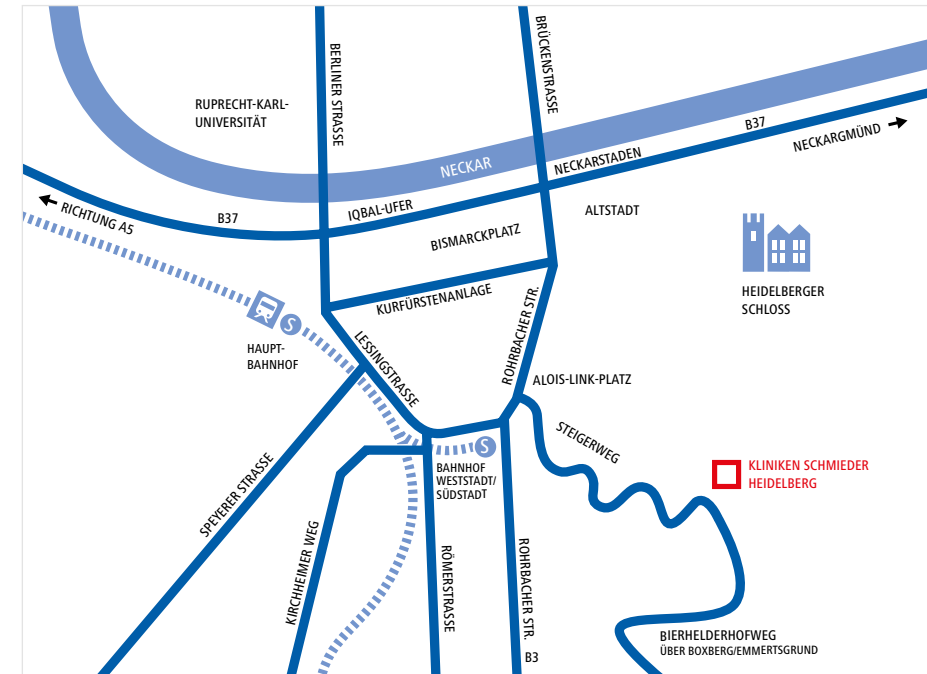 BERLINER STRASSE
BRÜCKENSTRASSE
RUPRECHT-KARL-
UNIVERSITÄT
B37
NECKARGMÜND
NECKAR
NECKARSTADEN
RICHTUNG A5
B37
IQBAL-UFER
ALTSTADT
BISMARCKPLATZ
HEIDELBERGER
SCHLOSS
KURFÜRSTENANLAGE
S
HAUPT-
BAHNHOF
LESSINGSTRASSE
ROHRBACHER STR.
ALOIS-LINK-PLATZ
STEIGERWEG
S
BAHNHOF
WESTSTADT/
SÜDSTADT
KLINIKEN SCHMIEDER
HEIDELBERG
SPEYERER STRASSE
KIRCHHEIMER WEG
RÖMERSTRASSE
ROHRBACHER STR.
B3
BIERHELDERHOFWEG
ÜBER BOXBERG/EMMERTSGRUND